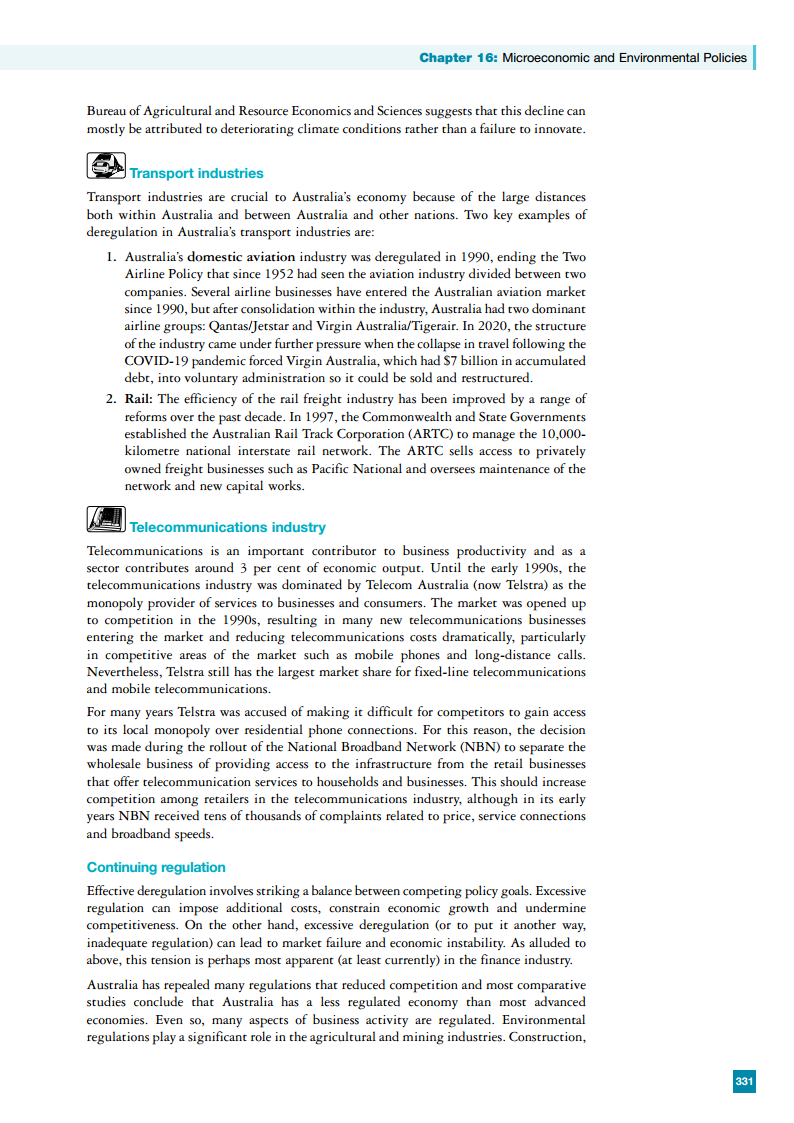 Chapter 16: Microeconomic and Environmental Policies
Bureau of Agricultural and Resource Economics and Sciences suggests that this decline can
mostly be attributed to deteriorating climate conditions rather than a failure to innovate.
Transport industries
Transport industries are crucial to Australia's economy because of the large distances
both within Australia and between Australia and other nations. Two key examples of
deregulation in Australia's transport industries are:
1. Australia's domestic aviation industry was deregulated in 1990, ending the Two
Airline Policy that since 1952 had seen the aviation industry divided between two
companies. Several airline businesses have entered the Australian aviation market
since 1990, but after consolidation within the industry, Australia had two dominant
airline groups: Qantas/Jetstar and Virgin Australia/Tigerair. In 2020, the structure
of the industry came under further pressure when the collapse in travel following the
COVID-19 pandemic forced Virgin Australia, which had $7 billion in accumulated
debt, into voluntary administration so it could be sold and restructured.
2. Rail: The efficiency of the rail freight industry has been improved by a range of
reforms over the past decade. In 1997, the Commonwealth and State Governments
established the Australian Rail Track Corporation (ARTC) to manage the 10,000-
kilometre national interstate rail network. The ARTC sells access to privately
owned freight businesses such as Pacific National and oversees maintenance of the
network and new capital works.
Telecommunications industry
Telecommunications is an important contributor to business productivity and as a
sector contributes around 3 per cent of economic output. Until the early 1990s, the
telecommunications industry was dominated by Telecom Australia (now Telstra) as the
monopoly provider of services to businesses and consumers. The market was opened up
to competition in the 1990s, resulting in many new telecommunications businesses
entering the market and reducing telecommunications costs dramatically, particularly
in competitive areas of the market such as mobile phones and long-distance calls.
Nevertheless, Telstra still has the largest market share for fixed-line telecommunications
and mobile telecommunications.
For many years Telstra was accused of making it difficult for competitors to gain access
to its local monopoly over residential phone connections. For this reason, the decision
was made during the rollout of the National Broadband Network (NBN) to separate the
wholesale business of providing access to the infrastructure from the retail businesses
that offer telecommunication services to households and businesses. This should increase
competition among retailers in the telecommunications industry, although in its early
years NBN received tens of thousands of complaints related to price, service connections
and broadband speeds.
Continuing regulation
Effective deregulation involves striking a balance between competing policy goals. Excessive
regulation can impose additional costs, constrain economic growth and undermine
competitiveness. On the other hand, excessive deregulation (or to put it another way,
inadequate regulation) can lead to market failure and economic instability. As alluded to
above, this tension is perhaps most apparent (at least currently) in the finance industry.
Australia has repealed many regulations that reduced competition and most comparative
studies conclude that Australia has a less regulated economy than most advanced
economies. Even so, many aspects of business activity are regulated. Environmental
regulations play a significant role in the agricultural and mining industries. Construction,
331